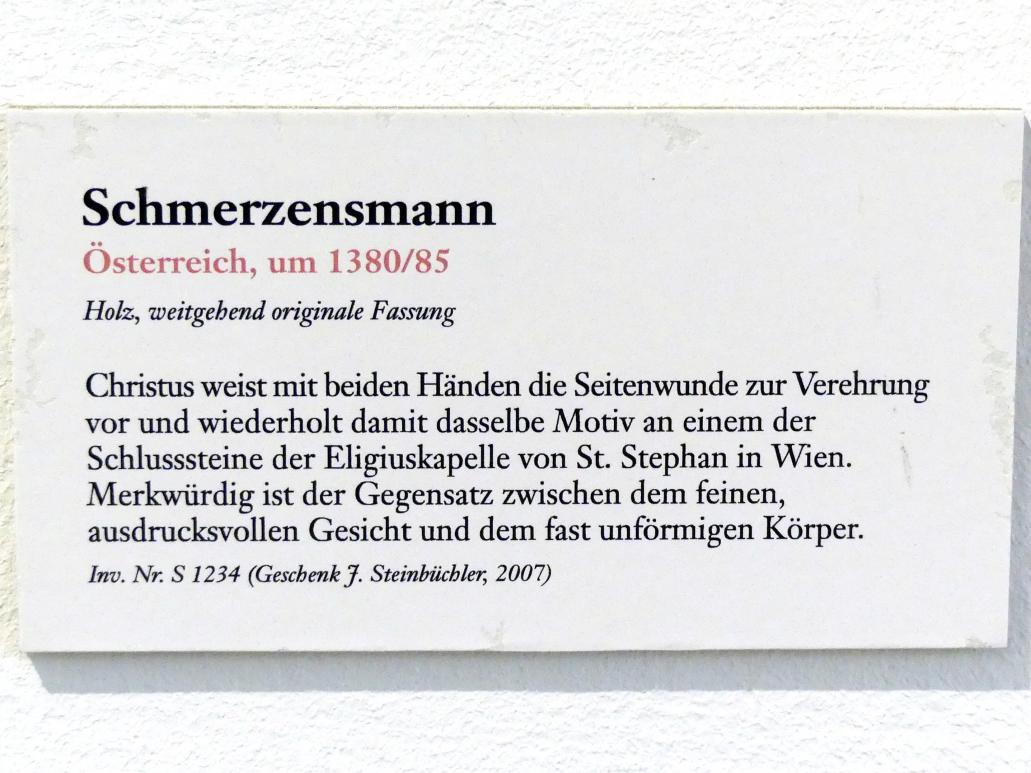 Schmerzensmann
Österreich, um 1380/85
Holz, weitgehend originale Fassung
Christus weist mit beiden Händen die Seitenwunde zur Verehrung
vor und wiederholt damit dasselbe Motiv an einem der
Schlusssteine der Eligiuskapelle von St. Stephan in Wien.
Merkwürdig ist der Gegensatz zwischen dem feinen,
ausdrucksvollen Gesicht und dem fast unförmigen Körper.
Inv. Nr. S 1234 (Geschenk J. Steinbüchler, 2007)